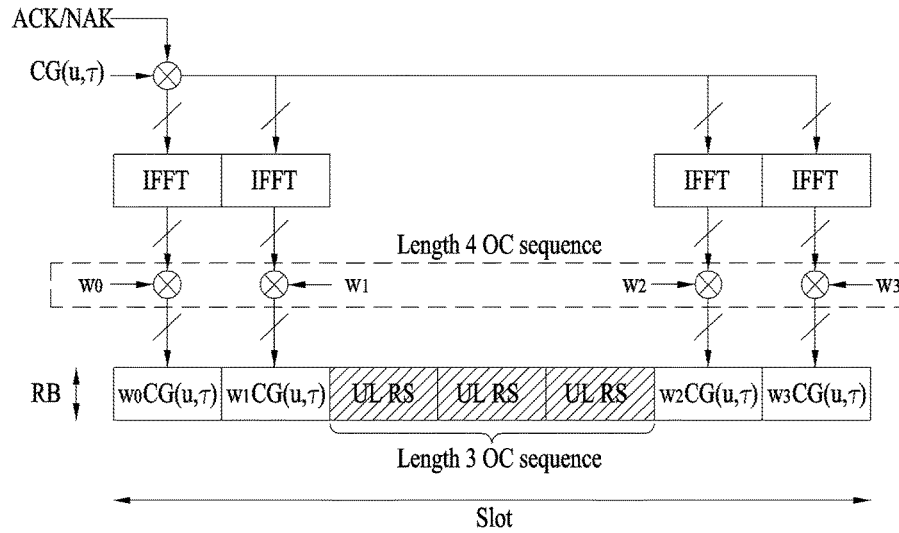 ACK/NAK
CG(u,τ)
IFFT IFFT IFFT IFFT
Length 4 OC sequence
w0 w1 w2 w3
RB w0CG(u,τ) w1CG(u,τ) UL RS UL RS UL RS w2CG(u,τ) w3CG(u,τ)
Length 3 OC sequence
Slot